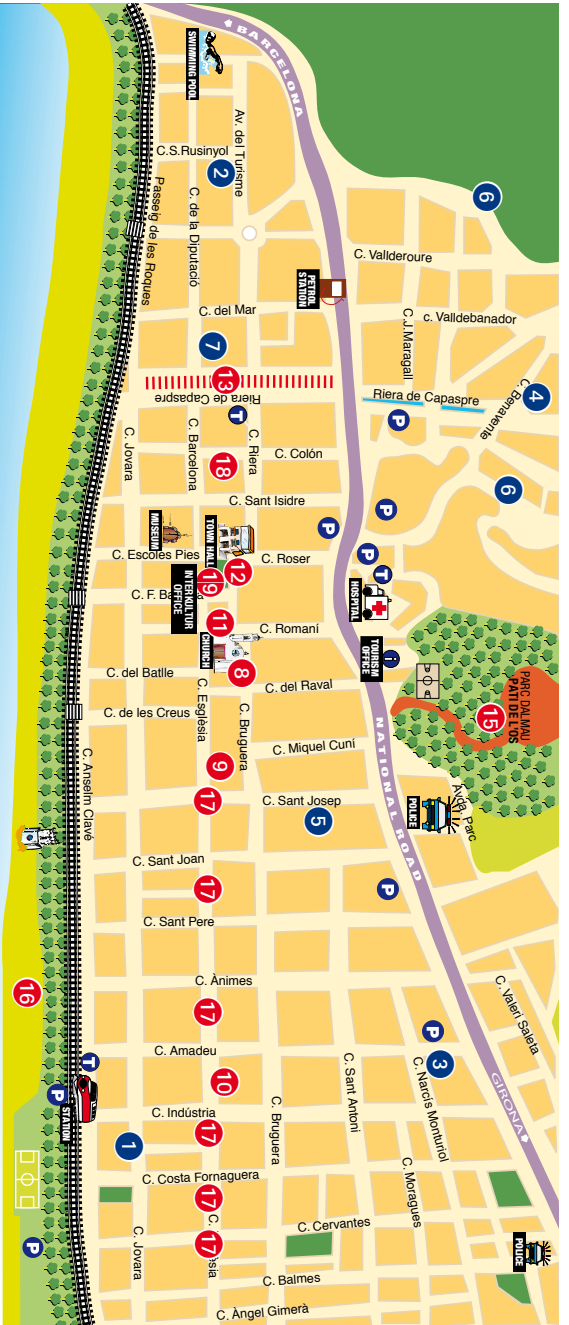 BARCELONA
SWIMMING POOL
C.S.Rusinyol
Av. del Turisme
2
6
Passeig de les Roques
C. de la Diputació
C. Vallderoure
PETROL
STATION
C. del Mar
C.J.Maragall
c. Valldebanador
7
13
Riera de Capaspre
Riera de Capaspre
C. Benavente
4
T
P
C. Jovara
C. Barcelona
C. Riera
18
C. Colón
6
C. Sant Isidre
P
P
MUSEUM
TOWN HALL
C. Escoles Pies
12
C. Roser
P
T
HOSPITAL
19
INTERKULTUR
OFFICE
11
C. Romaní
CHURCH
8
TOURISM
OFFICE
i
C. del Batlle
C. del Raval
PARC DALMAU
PATI DE L'OS
15
C. de les Creus
C. Església
C. Bruguera
NATIONAL ROAD
C. Miquel Cuní
C. Anselm Clavé
9
17
C. Sant Josep
5
POLICE
Avda. Parc
C. Sant Joan
17
P
C. Sant Pere
16
C. Ànimes
17
C. Valerí Saleta
P
C. Amadeu
T
P
STATION
10
C. Sant Antoni
3
C. Narcís Monturiol
GIRONA
C. Indústria
17
C. Bruguera
1
C. Costa Fornaguera
17
C. Moragues
C. Jovara
17
C. Cervantes
POLICE
P
C. Balmes
C. Àngel Gimerà